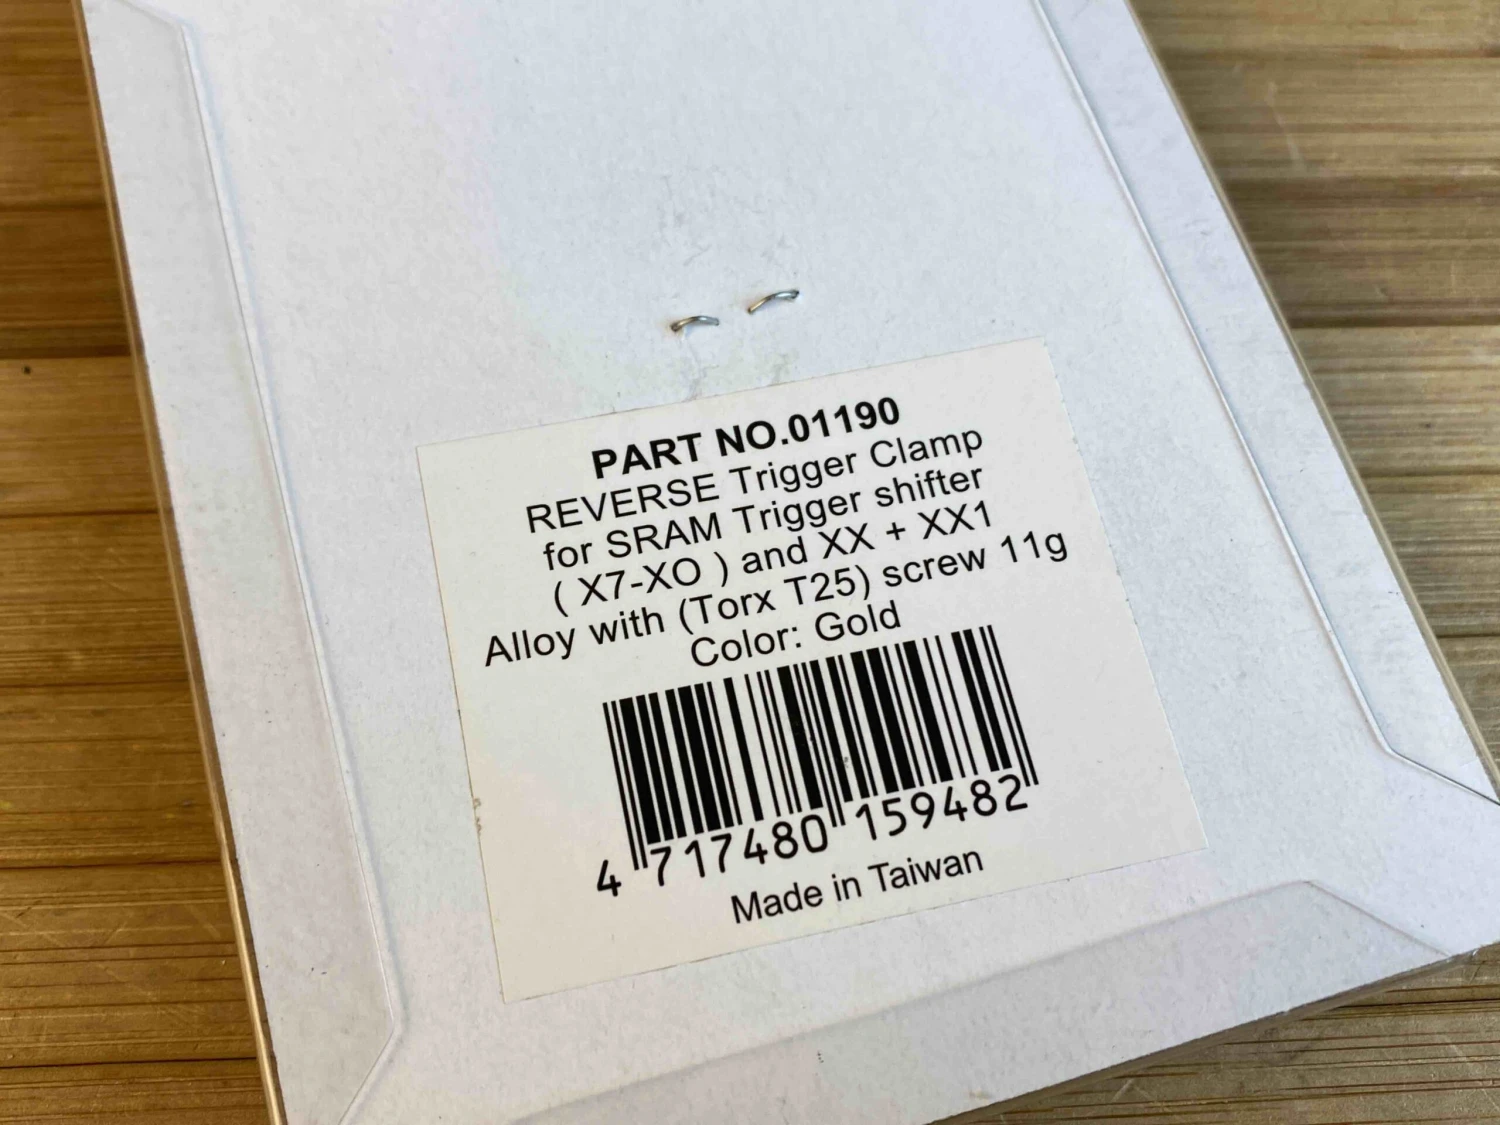 PART NO.01190
REVERSE Trigger Clamp
for SRAM Trigger shifter
( X7-XO ) and XX + XX1
Alloy with (Torx T25) screw 11g
Color: Gold
4 717480 159482
Made in Taiwan